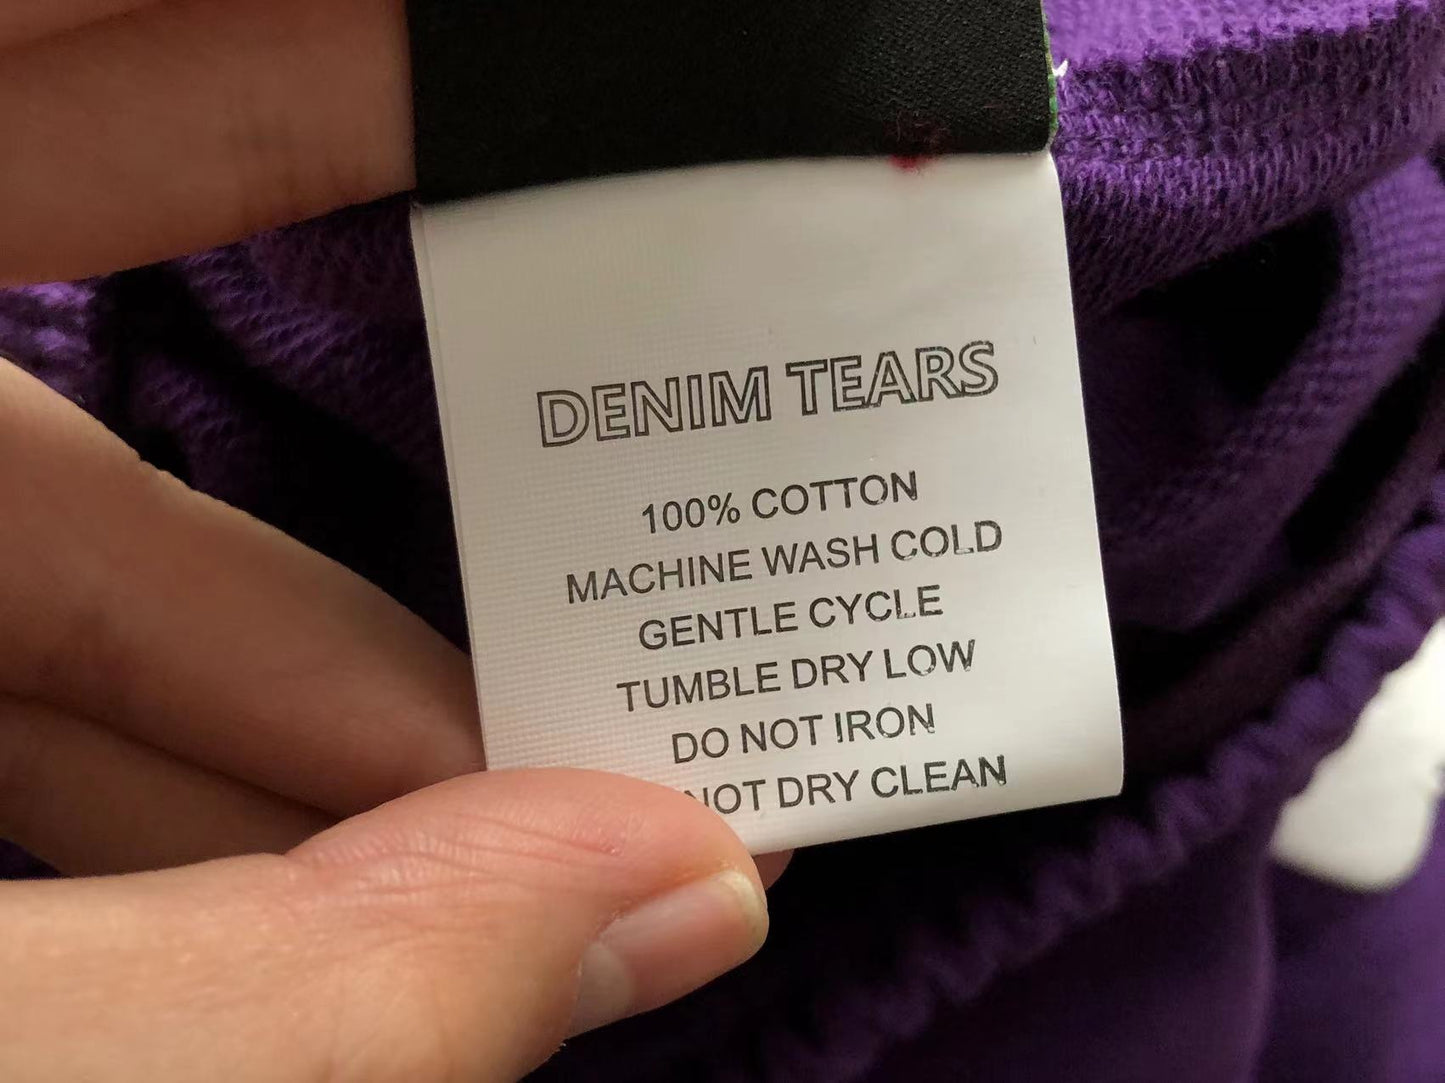 DENIM TEARS
100% COTTON
MACHINE WASH COLD
GENTLE CYCLE
TUMBLE DRY LOW
DO NOT IRON
NOT DRY CLEAN